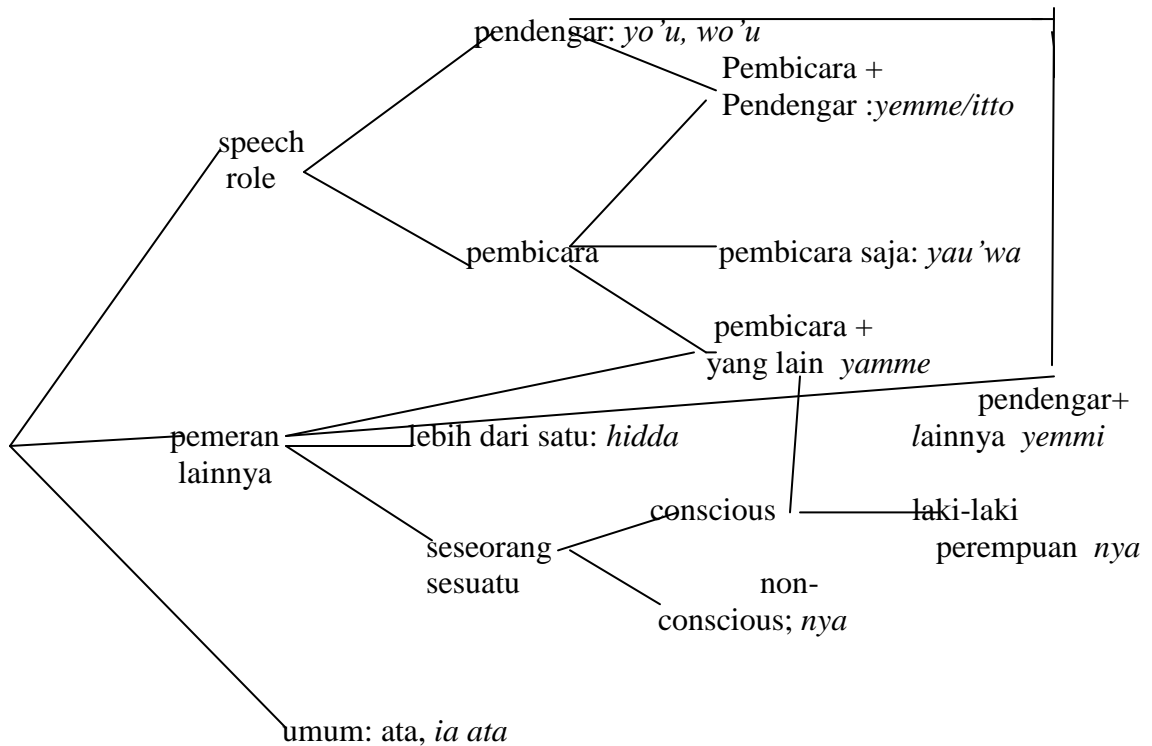 pendengar: yo’u, wo’u
Pembicara +
Pendengar :yemme/itto
speech
role
pembicara
pembicara saja: yau’wa
pembicara +
yang lain yamme
pendengar+
lainnya yemmi
pemeran
lainnya
lebih dari satu: hidda
conscious
laki-laki
perempuan nya
seseorang
sesuatu
non-
conscious; nya
umum: ata, ia ata